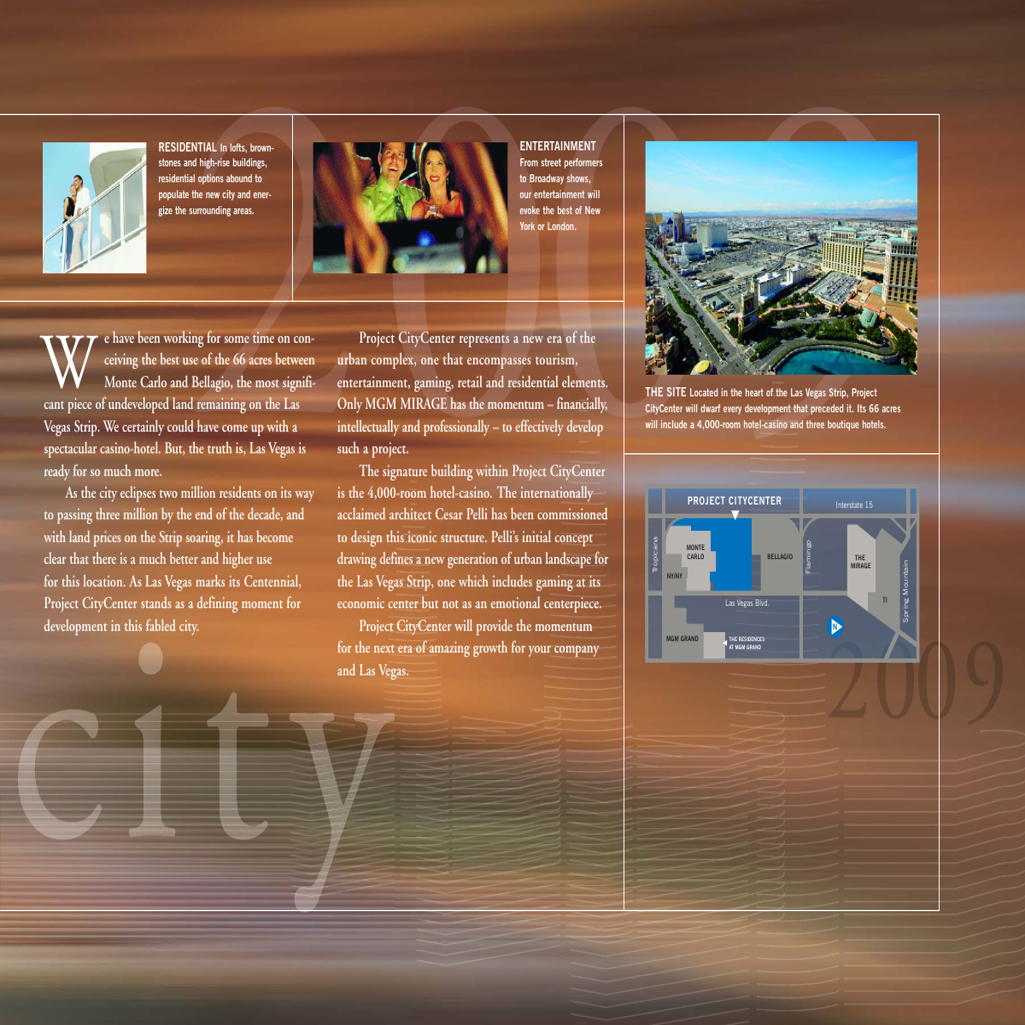 2009
RESIDENTIAL In lofts, brown-
stones and high-rise buildings,
residential options abound to
populate the new city and ener-
gize the surrounding areas.
ENTERTAINMENT
From street performers
to Broadway shows,
our entertainment will
evoke the best of New
York or London.
We have been working for some time on con-
ceiving the best use of the 66 acres between
Monte Carlo and Bellagio, the most signifi-
cant piece of undeveloped land remaining on the Las
Vegas Strip. We certainly could have come up with a
spectacular casino-hotel. But, the truth is, Las Vegas is
ready for so much more.
As the city eclipses two million residents on its way
to passing three million by the end of the decade, and
with land prices on the Strip soaring, it has become
clear that there is a much better and higher use
for this location. As Las Vegas marks its Centennial,
Project CityCenter stands as a defining moment for
development in this fabled city.
Project CityCenter represents a new era of the
urban complex, one that encompasses tourism,
entertainment, gaming, retail and residential elements.
Only MGM MIRAGE has the momentum – financially,
intellectually and professionally – to effectively develop
such a project.
The signature building within Project CityCenter
is the 4,000-room hotel-casino. The internationally
acclaimed architect Cesar Pelli has been commissioned
to design this iconic structure. Pelli's initial concept
drawing defines a new generation of urban landscape for
the Las Vegas Strip, one which includes gaming at its
economic center but not as an emotional centerpiece.
Project CityCenter will provide the momentum
for the next era of amazing growth for your company
and Las Vegas.
THE SITE Located in the heart of the Las Vegas Strip, Project
CityCenter will dwarf every development that preceded it. Its 66 acres
will include a 4,000-room hotel-casino and three boutique hotels.
PROJECT CITYCENTER
Interstate 15
Tropicana
MONTE
CARLO
NY/NY
BELLAGIO
Flamingo
THE
MIRAGE
TI
Spring Mountain
Las Vegas Blvd.
MGM GRAND
THE RESIDENCES
AT MGM GRAND
N
2009
city